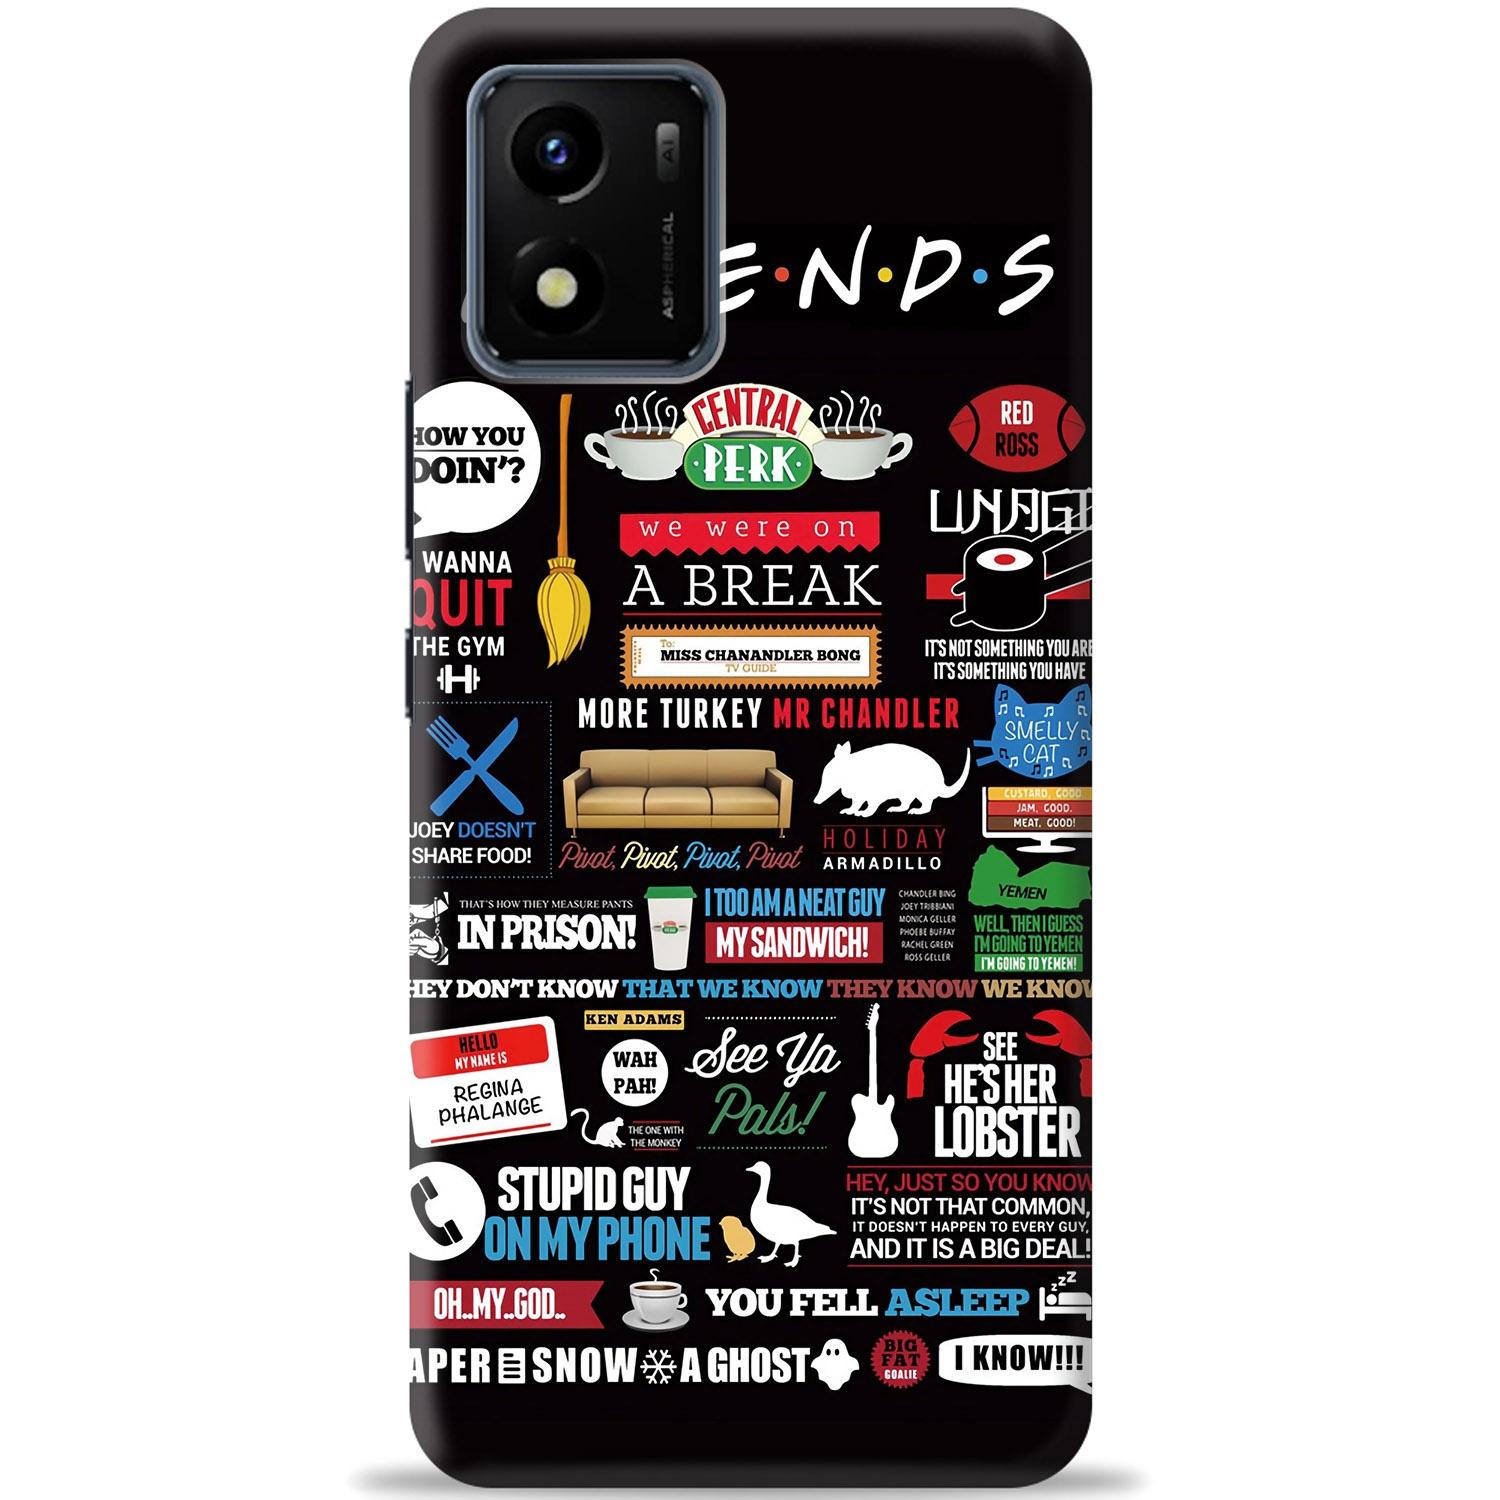 AI
ASPHERICAL
E·N·D·S
HOW YOU
DOIN'?
CENTRAL
·PERK·
RED
ROSS
we were on
A BREAK
UNAGI
WANNA
QUIT
THE GYM
To:
MISS CHANANDLER BONG
TV GUIDE
IT'S NOT SOMETHING YOU ARE
IT'S SOMETHING YOU HAVE
MORE TURKEY MR CHANDLER
SMELLY
CAT
CUSTARD, GOOD.
JAM, GOOD.
MEAT, GOOD!
JOEY DOESN'T
SHARE FOOD!
Pivot, Pivot, Pivot, Pivot
HOLIDAY
ARMADILLO
YEMEN
THAT'S HOW THEY MEASURE PANTS
IN PRISON!
I TOO AM A NEAT GUY
MY SANDWICH!
CHANDLER BING
JOEY TRIBBIANI
MONICA GELLER
PHOEBE BUFFAY
RACHEL GREEN
ROSS GELLER
WELL, THEN I GUESS
I'M GOING TO YEMEN
I'M GOING TO YEMEN!
HEY DON'T KNOW THAT WE KNOW THEY KNOW WE KNOW
HELLO
MY NAME IS
REGINA
PHALANGE
KEN ADAMS
WAH
PAH!
THE ONE WITH
THE MONKEY
See Ya
Pals!
SEE
HE'S HER
LOBSTER
STUPID GUY
ON MY PHONE
HEY, JUST SO YOU KNOW
IT'S NOT THAT COMMON,
IT DOESN'T HAPPEN TO EVERY GUY,
AND IT IS A BIG DEAL!
OH..MY..GOD..
YOU FELL ASLEEP
zzz
APER SNOW A GHOST
BIG
FAT
GOALIE
I KNOW!!!